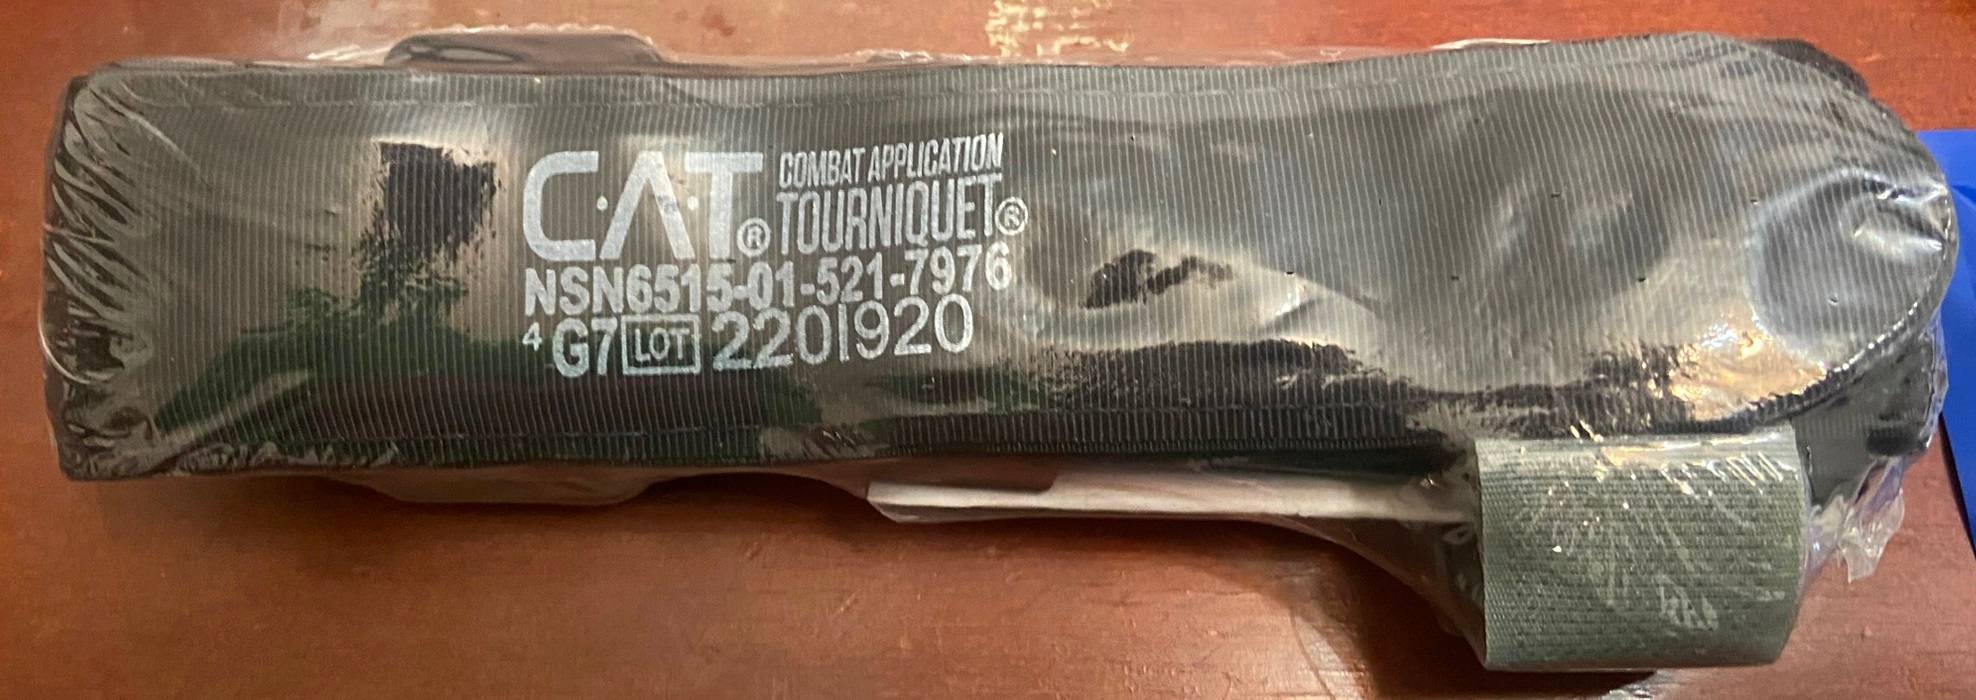 C·A·T® COMBAT APPLICATION
TOURNIQUET®
NSN6515-01-521-7976
4 G7 LOT 2201920